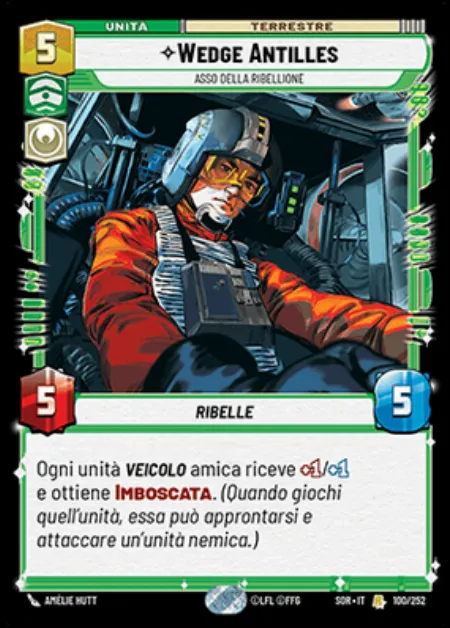 UNITÀ
TERRESTRE
5
✧WEDGE ANTILLES
ASSO DELLA RIBELLIONE
5
RIBELLE
5
Ogni unità VEICOLO amica riceve +1/+1
e ottiene IMBOSCATA. (Quando giochi
quell'unità, essa può approntarsi e
attaccare un'unità nemica.)
AMÉLIE HUTT
©LFL ©FFG
SOR • IT
R
100/252